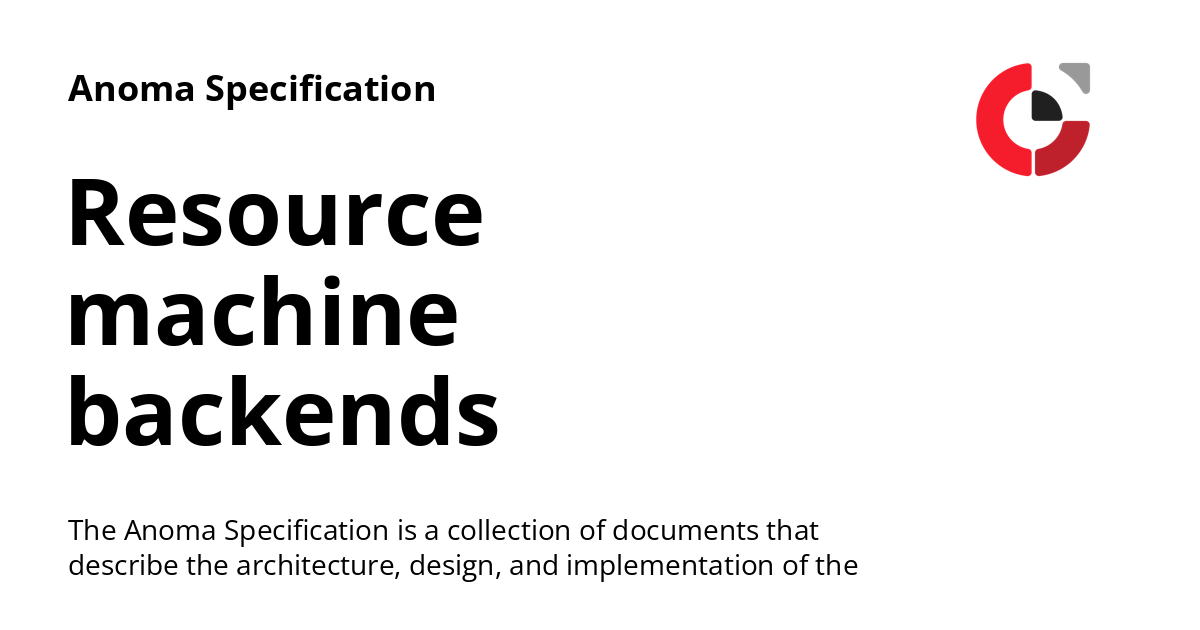 Anoma Specification
Resource
machine
backends
The Anoma Specification is a collection of documents that
describe the architecture, design, and implementation of the